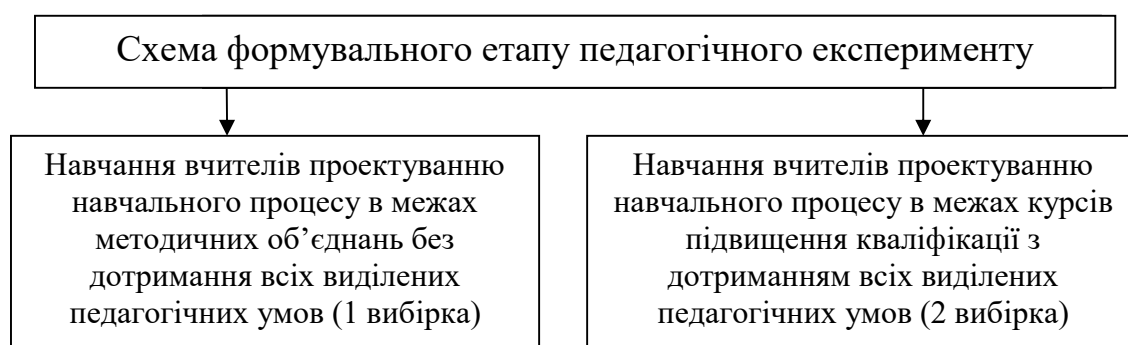 Схема формувального етапу педагогічного експерименту
Навчання вчителів проектуванню
навчального процесу в межах
методичних об’єднань без
дотримання всіх виділених
педагогічних умов (1 вибірка)
Навчання вчителів проектуванню
навчального процесу в межах курсів
підвищення кваліфікації з
дотриманням всіх виділених
педагогічних умов (2 вибірка)